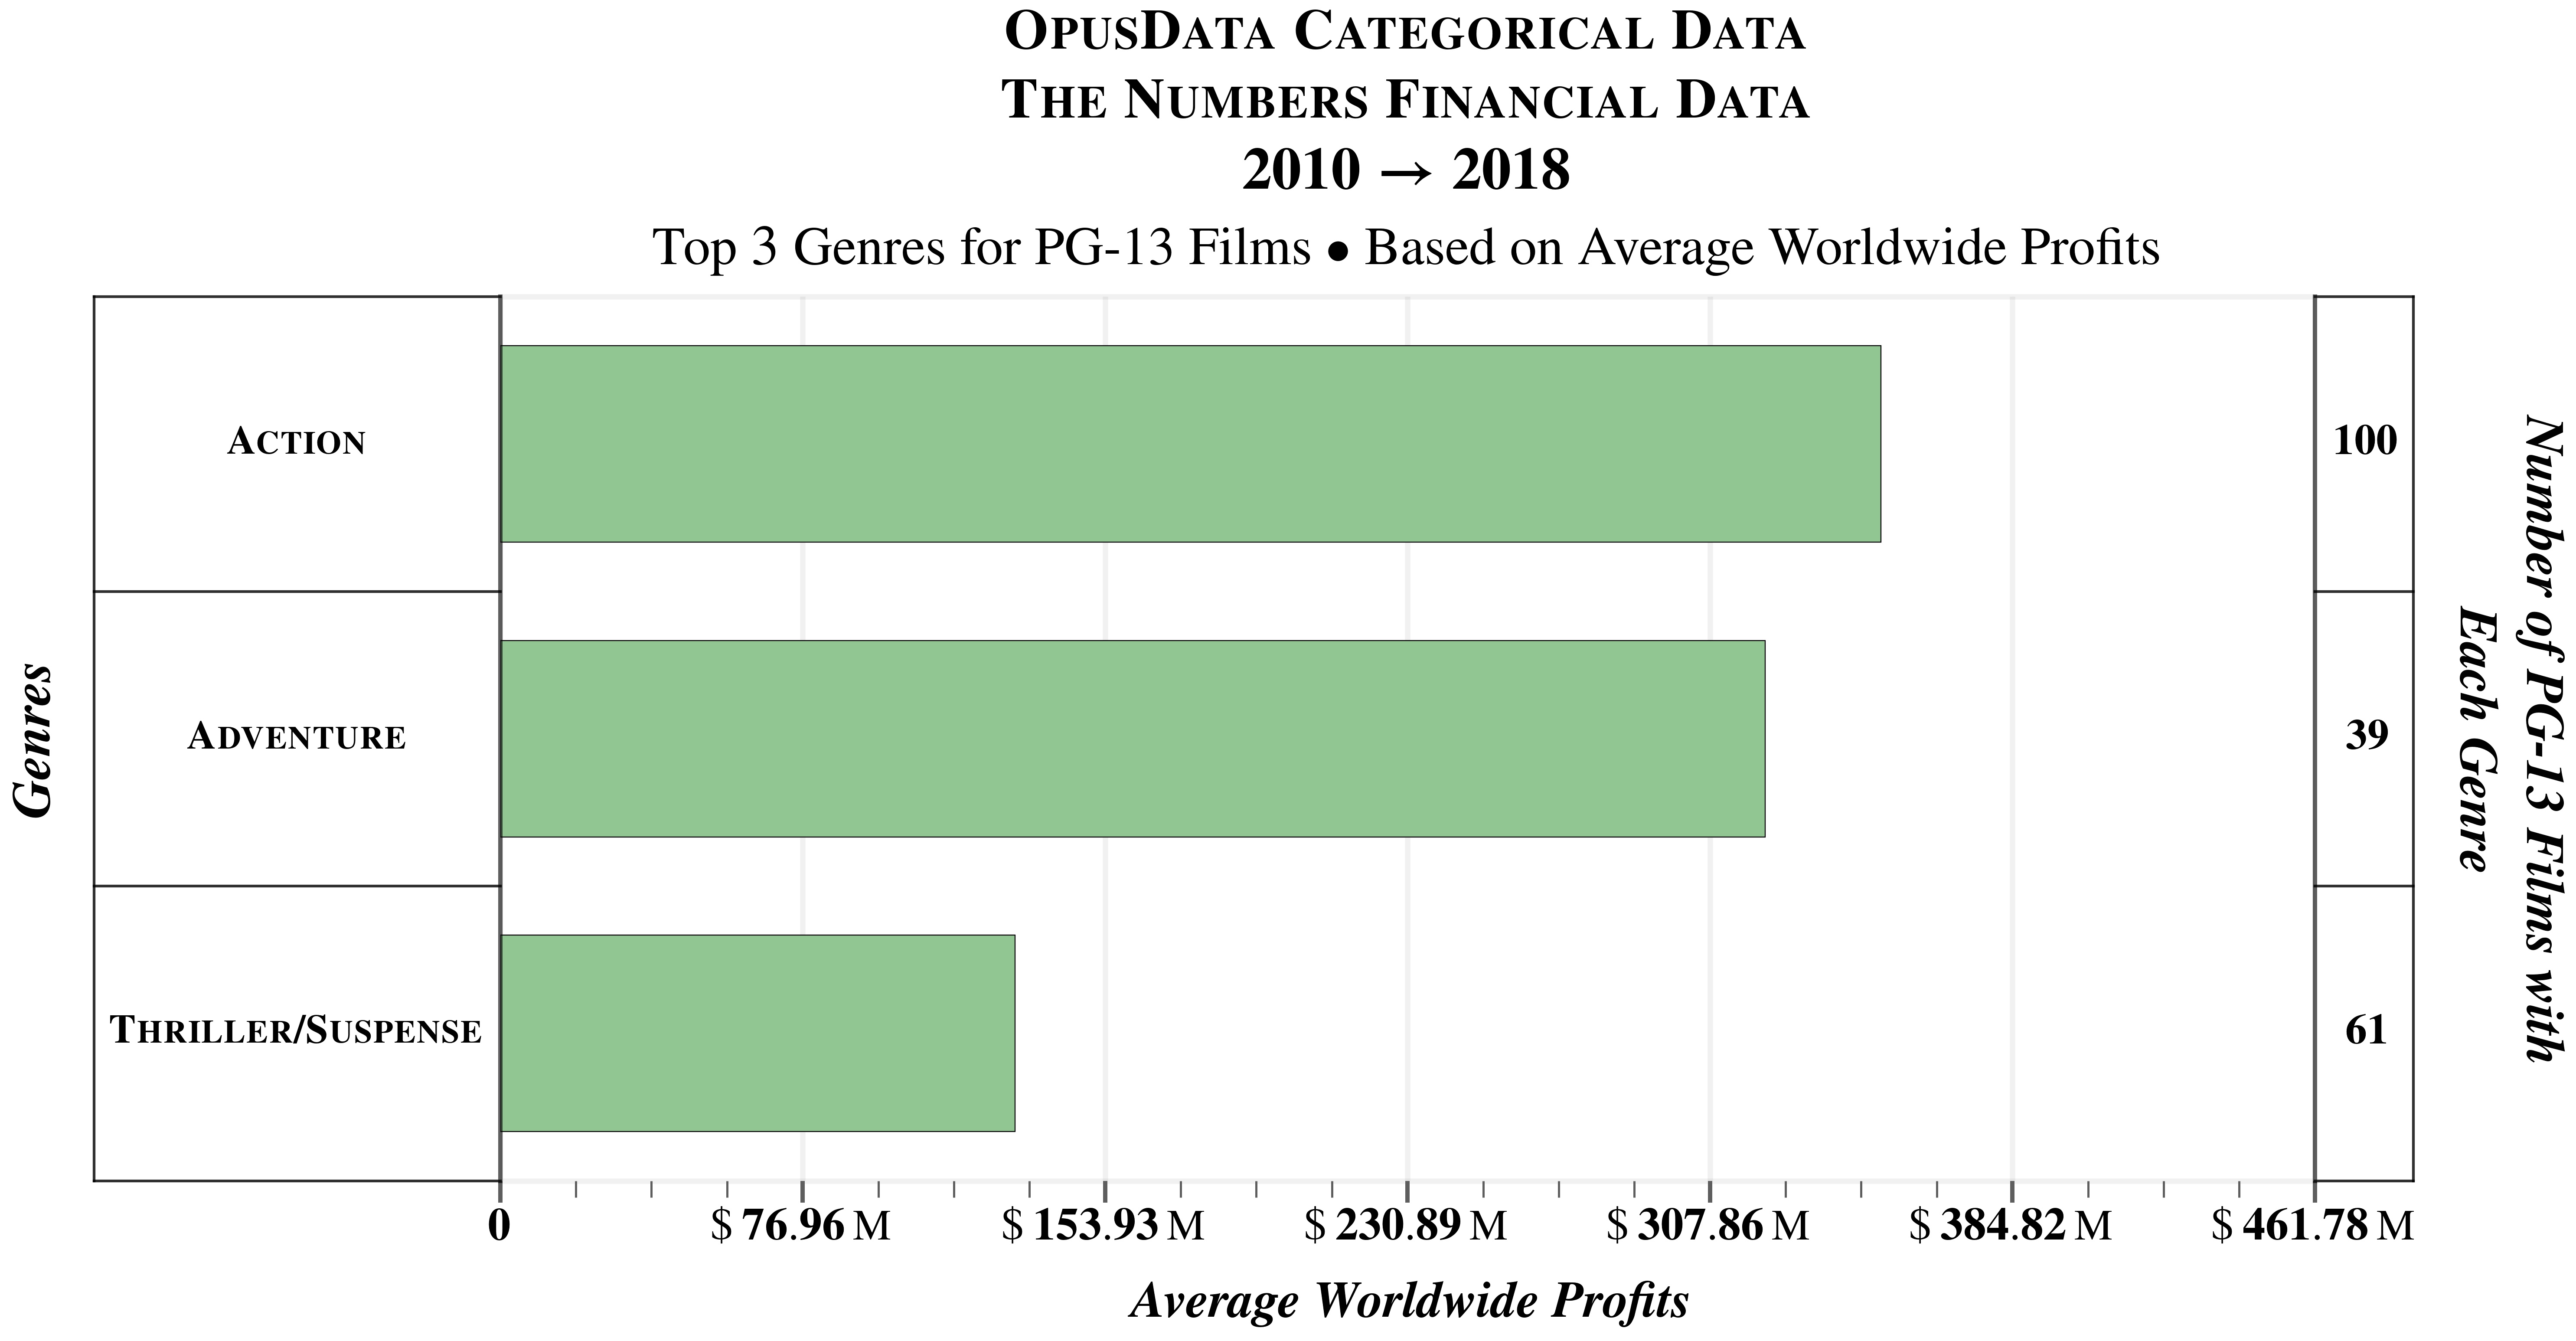 OpusData Categorical Data
The Numbers Financial Data
2010 → 2018
Top 3 Genres for PG-13 Films • Based on Average Worldwide Profits
Genres
Action
100
Adventure
39
Thriller/Suspense
61
Number of PG-13 Films with
Each Genre
0 $ 76.96 M $ 153.93 M $ 230.89 M $ 307.86 M $ 384.82 M $ 461.78 M
Average Worldwide Profits